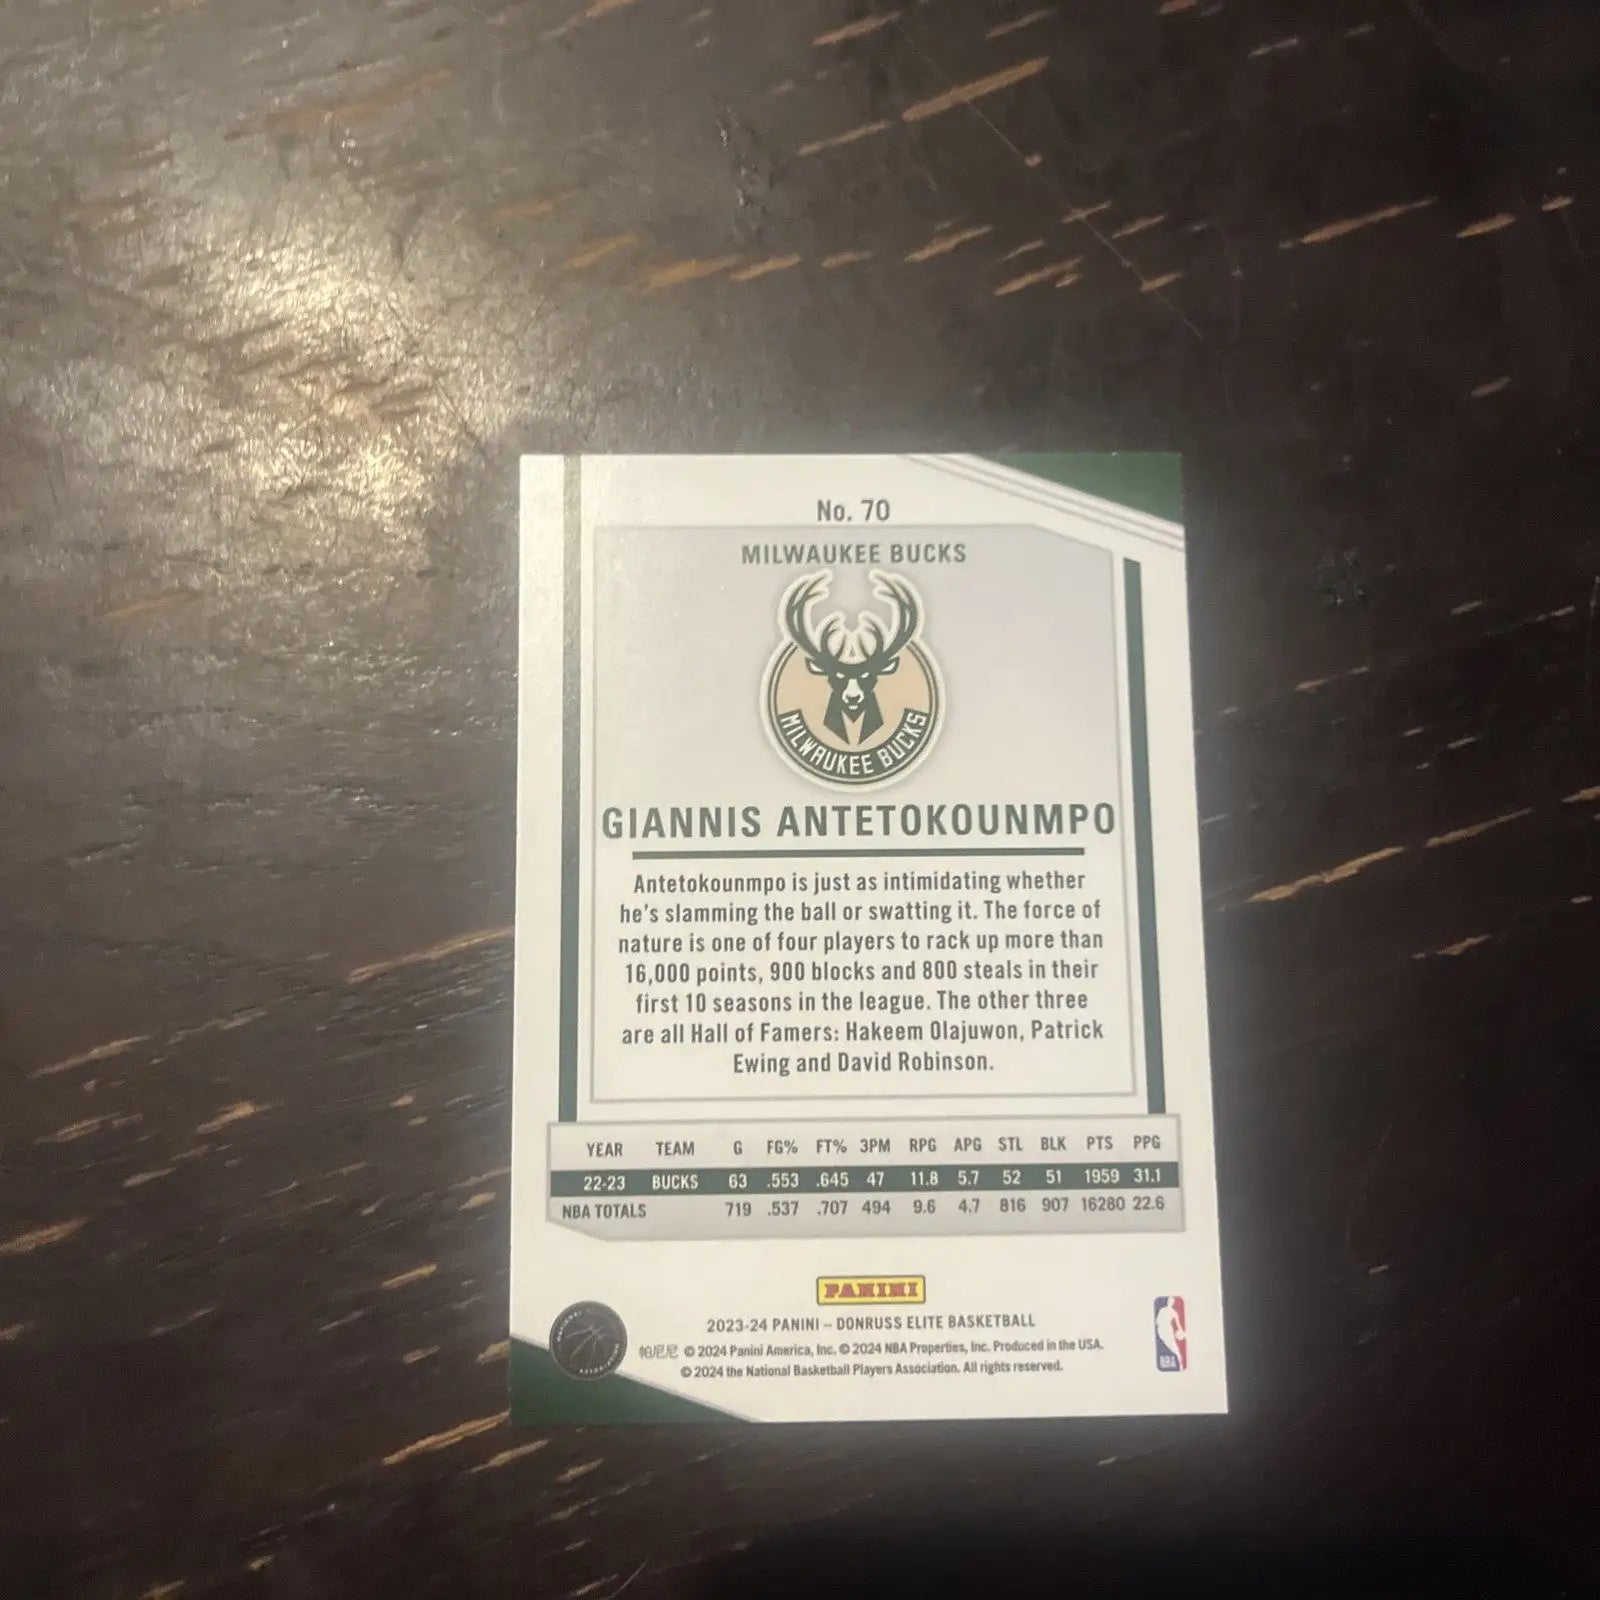 No. 70
MILWAUKEE BUCKS
MILWAUKEE BUCKS
GIANNIS ANTETOKOUNMPO
Antetokounmpo is just as intimidating whether
he's slamming the ball or swatting it. The force of
nature is one of four players to rack up more than
16,000 points, 900 blocks and 800 steals in their
first 10 seasons in the league. The other three
are all Hall of Famers: Hakeem Olajuwon, Patrick
Ewing and David Robinson.
YEAR TEAM G FG% FT% 3PM RPG APG STL BLK PTS PPG
22-23 BUCKS 63 .553 .645 47 11.8 5.7 52 51 1959 31.1
NBA TOTALS 719 .537 .707 494 9.6 4.7 816 907 16280 22.6
PANINI
2023-24 PANINI – DONRUSS ELITE BASKETBALL
帕尼尼 © 2024 Panini America, Inc. © 2024 NBA Properties, Inc. Produced in the USA.
© 2024 the National Basketball Players Association. All rights reserved.
NBA